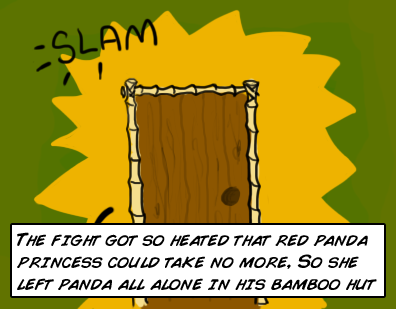 SLAM
THE FIGHT GOT SO HEATED THAT RED PANDA
PRINCESS COULD TAKE NO MORE, SO SHE
LEFT PANDA ALL ALONE IN HIS BAMBOO HUT